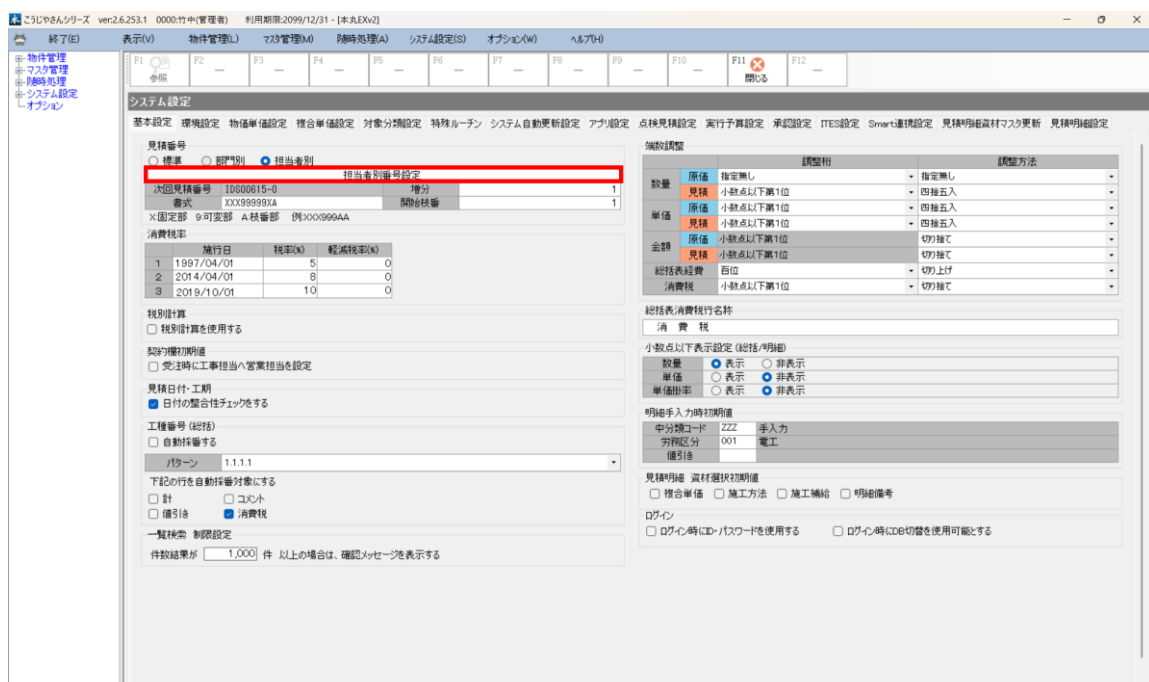 こうじやさんシリーズ ver:2.6.253.1 0000:竹中(管理者) 利用期限:2099/12/31 - [本丸EXv2]
終了(E) 表示(V) 物件管理(L) マスタ管理(M) 随時処理(A) システム設定(S) オプション(W) ヘルプ(H)
物件管理
マスタ管理
随時処理
システム設定
オプション
F1 参照 F2 F3 F4 F5 F6 F7 F8 F9 F10 F11 閉じる F12
システム設定
基本設定 環境設定 物価単価設定 複合単価設定 対象分類設定 特殊ルーチン システム自動更新設定 アプリ設定 点検見積設定 実行予算設定 承認設定 ITES設定 Smart連携設定 見積明細資材マスタ更新 見積明細設定
見積番号
標準 部門別 担当者別
担当者別番号設定
次回見積番号 IDS00615-0 増分 1
書式 XXX99999XA 開始枝番 1
X:固定部 9:可変部 A:枝番部 例:XXX999AA
消費税率
施行日 税率(%) 軽減税率(%)
1 1997/04/01 5 0
2 2014/04/01 8 0
3 2019/10/01 10 0
税別計算
税別計算を使用する
契約欄初期値
受注時に工事担当へ営業担当を設定
見積日付・工期
日付の整合性チェックをする
工種番号(総括)
自動採番する
パターン 1.1.1.1
下記の行を自動採番対象にする
計 コメント
値引き 消費税
一覧検索 制限設定
件数結果が 1,000 件 以上の場合は、確認メッセージを表示する
端数調整
調整桁 調整方法
数量 原価 指定無し 指定無し
見積 小数点以下第1位 四捨五入
単価 原価 小数点以下第1位 四捨五入
見積 小数点以下第1位 四捨五入
金額 原価 小数点以下第1位 切り捨て
見積 小数点以下第1位 切り捨て
総括表経費 百位 切り上げ
消費税 小数点以下第1位 切り捨て
総括表消費税行名称
消 費 税
小数点以下表示設定(総括/明細)
数量 表示 非表示
単価 表示 非表示
単価掛率 表示 非表示
明細手入力時初期値
中分類コード ZZZ 手入力
労務区分 001 電工
値引き
見積明細 資材選択初期値
複合単価 施工方法 施工補給 明細備考
ログイン
ログイン時にID・パスワードを使用する ログイン時にDB切替を使用可能とする